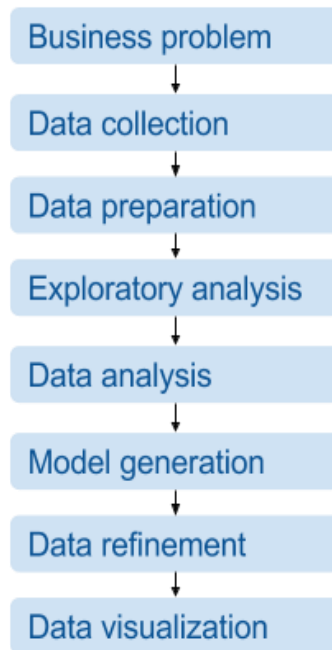 Business problem
Data collection
Data preparation
Exploratory analysis
Data analysis
Model generation
Data refinement
Data visualization